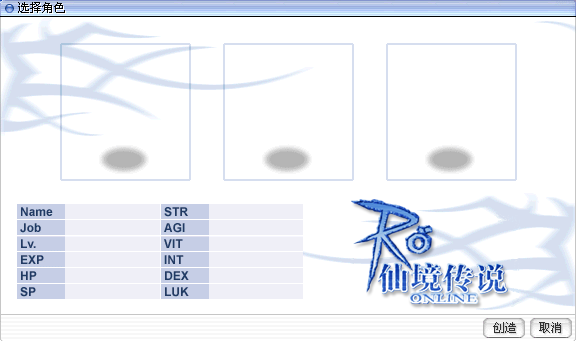 选择角色
Name STR
Job AGI
Lv. VIT
EXP INT
HP DEX
SP LUK
RO
仙境传说
ONLINE
创造 取消